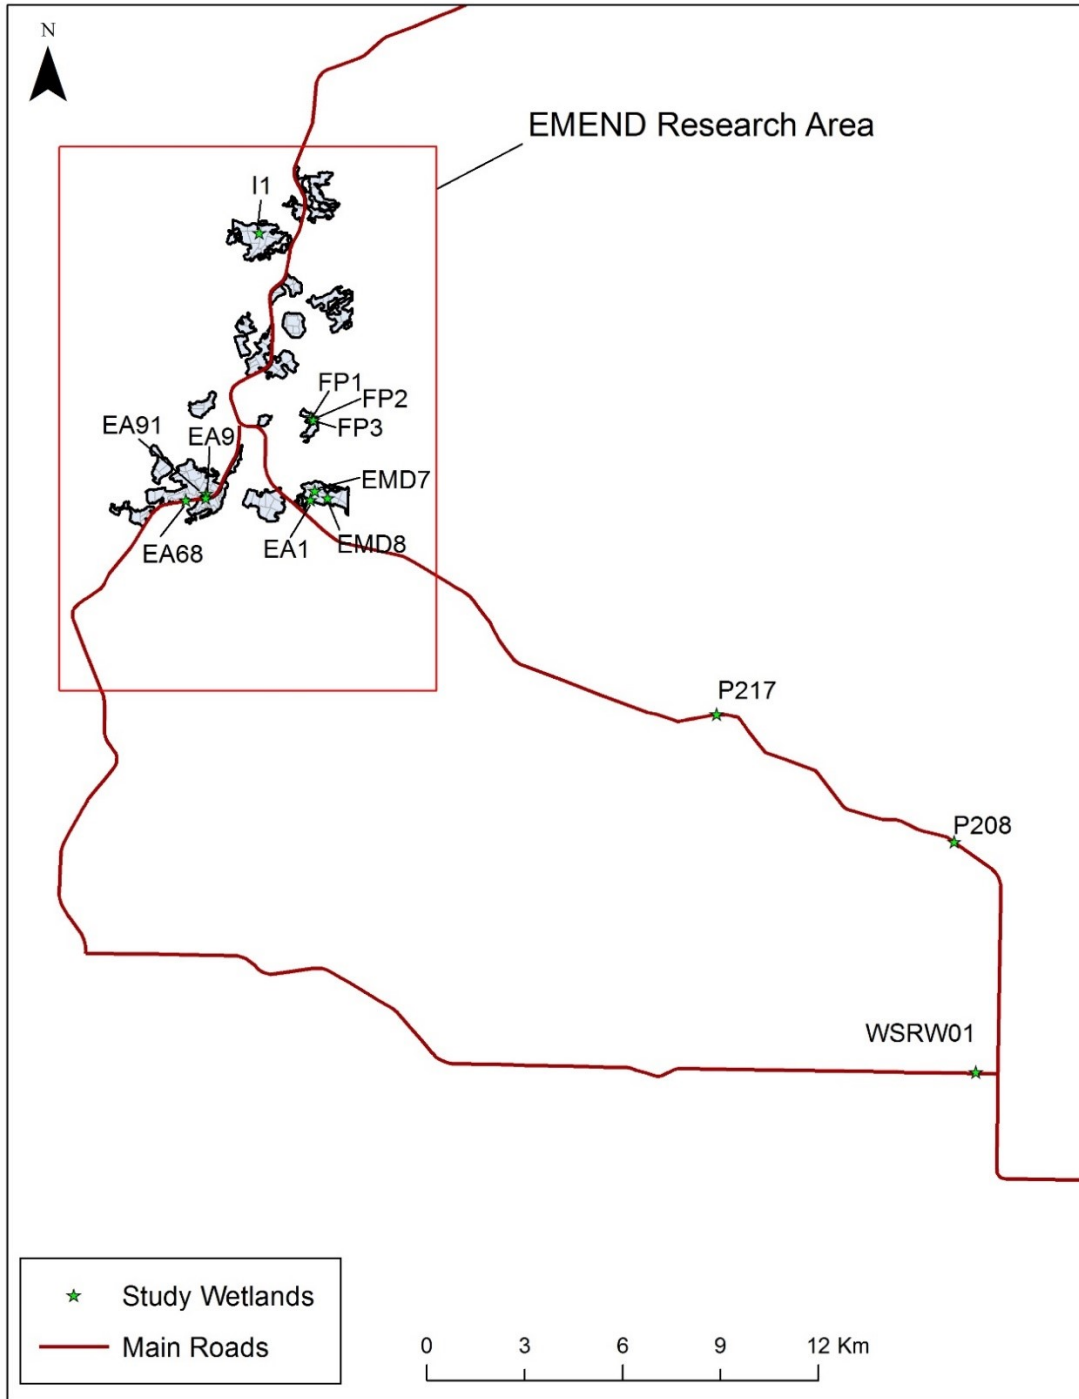 N
EMEND Research Area
I1
FP1
FP2
FP3
EA91
EA9
EMD7
EA68
EA1
EMD8
P217
P208
WSRW01
Study Wetlands
Main Roads
0 3 6 9 12 Km